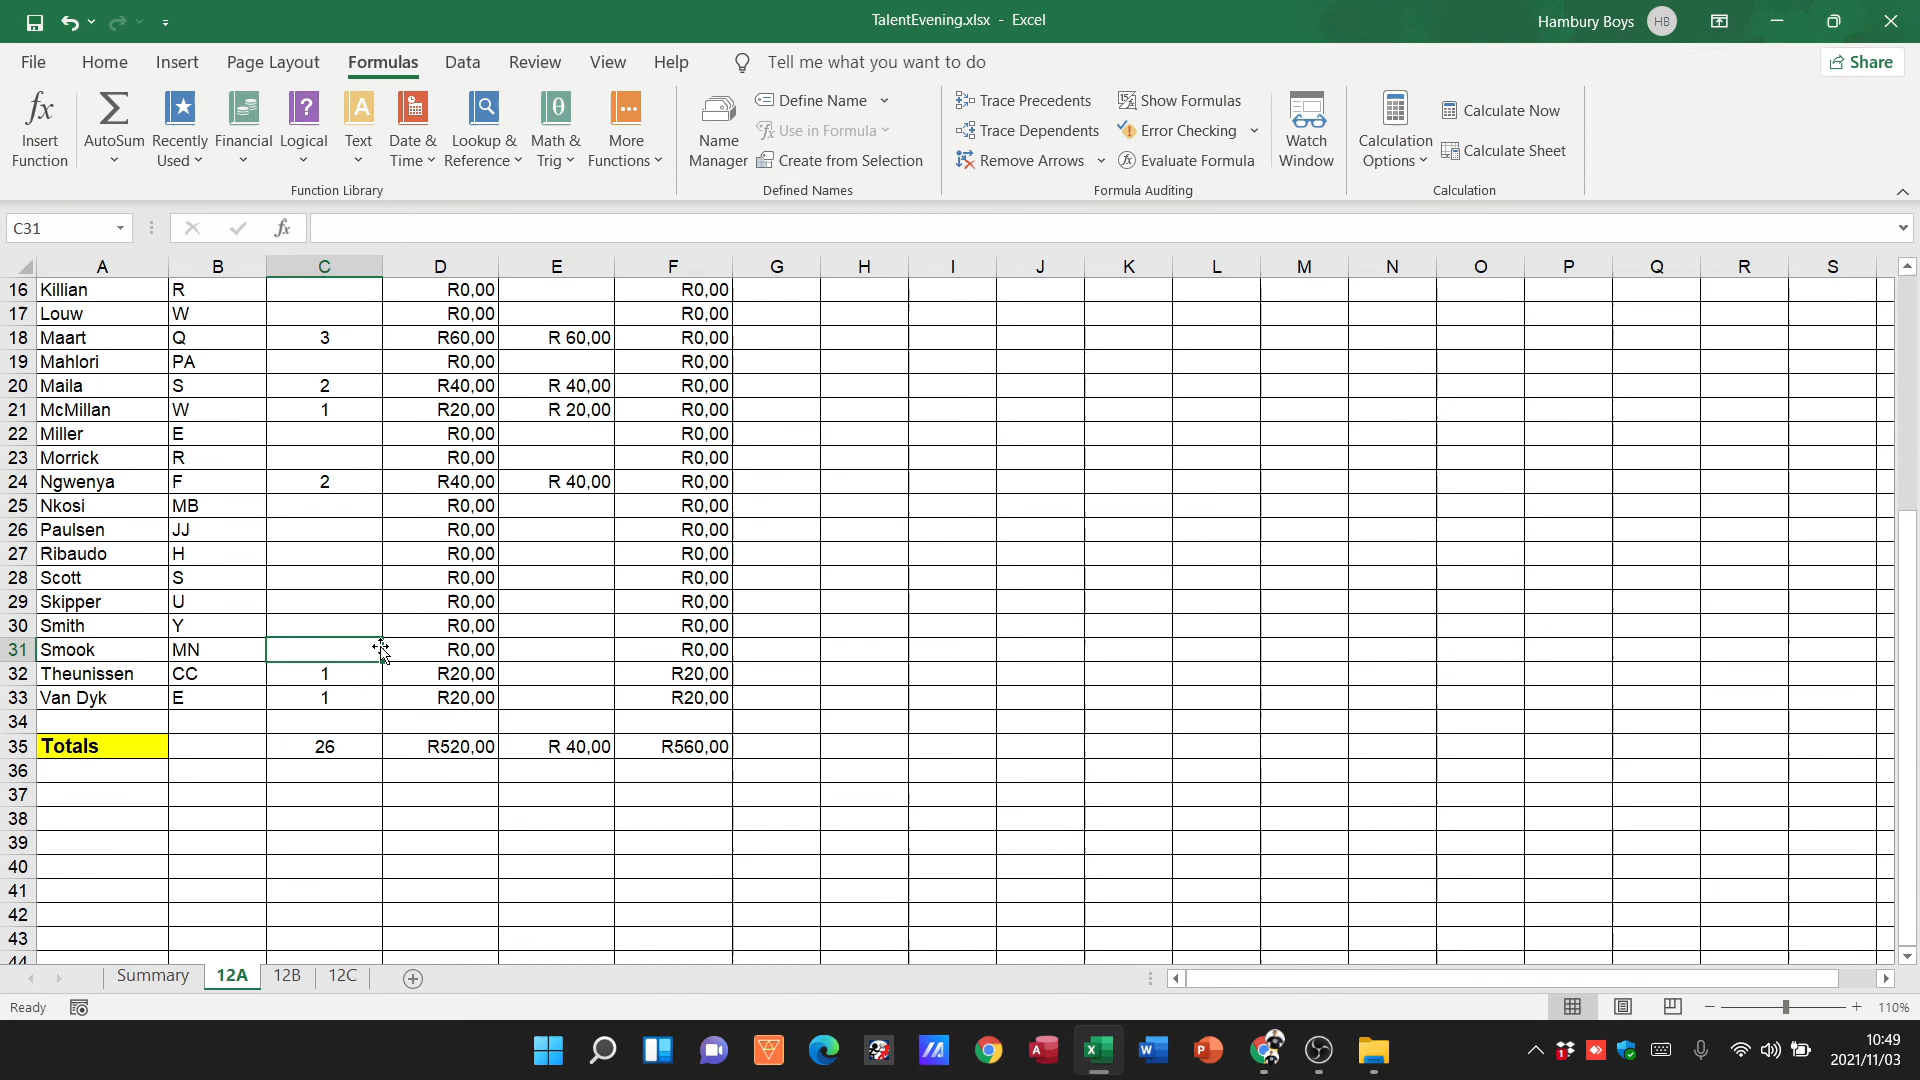 TalentEvening.xlsx - Excel
Hambury Boys HB
File Home Insert Page Layout Formulas Data Review View Help Tell me what you want to do Share
Insert Function
AutoSum
Recently Used
Financial
Logical
Text
Date & Time
Lookup & Reference
Math & Trig
More Functions
Function Library
Name Manager
Define Name
Use in Formula
Create from Selection
Defined Names
Trace Precedents Show Formulas
Trace Dependents Error Checking
Remove Arrows Evaluate Formula
Formula Auditing
Watch Window
Calculation Options
Calculate Now
Calculate Sheet
Calculation
C31 fx
A B C D E F G H I J K L M N O P Q R S
16 Killian R R0,00 R0,00
17 Louw W R0,00 R0,00
18 Maart Q 3 R60,00 R 60,00 R0,00
19 Mahlori PA R0,00 R0,00
20 Maila S 2 R40,00 R 40,00 R0,00
21 McMillan W 1 R20,00 R 20,00 R0,00
22 Miller E R0,00 R0,00
23 Morrick R R0,00 R0,00
24 Ngwenya F 2 R40,00 R 40,00 R0,00
25 Nkosi MB R0,00 R0,00
26 Paulsen JJ R0,00 R0,00
27 Ribaudo H R0,00 R0,00
28 Scott S R0,00 R0,00
29 Skipper U R0,00 R0,00
30 Smith Y R0,00 R0,00
31 Smook MN R0,00 R0,00
32 Theunissen CC 1 R20,00 R20,00
33 Van Dyk E 1 R20,00 R20,00
34
35 Totals 26 R520,00 R 40,00 R560,00
36
37
38
39
40
41
42
43
44
Summary 12A 12B 12C
Ready 110%
10:49
2021/11/03